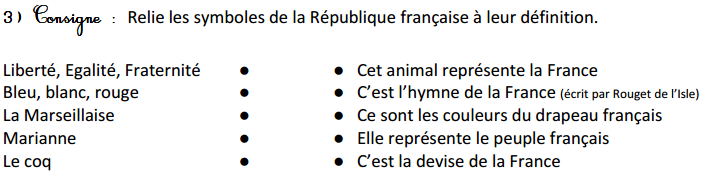 3) Consigne : Relie les symboles de la République française à leur définition.
Liberté, Egalité, Fraternité ● ● Cet animal représente la France
Bleu, blanc, rouge ● ● C'est l'hymne de la France (écrit par Rouget de l'Isle)
La Marseillaise ● ● Ce sont les couleurs du drapeau français
Marianne ● ● Elle représente le peuple français
Le coq ● ● C'est la devise de la France